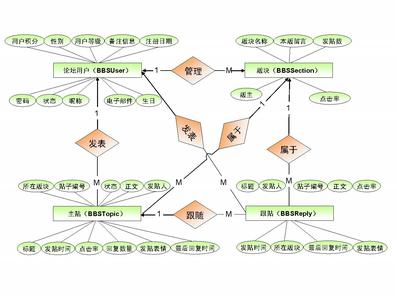 用户积分 性别 用户等级 备注信息 注册日期
版块名称 本版留言 发贴数
论坛用户（BBSUser） 1 管理 M 版块（BBSSection）
密码 状态 昵称 电子邮件 生日
版主 点击率
1 1 1
发表 发表 属于 属于
M M M M
所在版块 贴子编号 状态 正文 发贴人
标题 发贴人 贴子编号 正文 点击率
主贴（BBSTopic） 1 跟随 M 跟贴（BBSReply）
标题 发贴时间 点击率 回复数量 发贴表情 最后回复时间
发贴时间 所在版块 最后回复时间 发贴表情